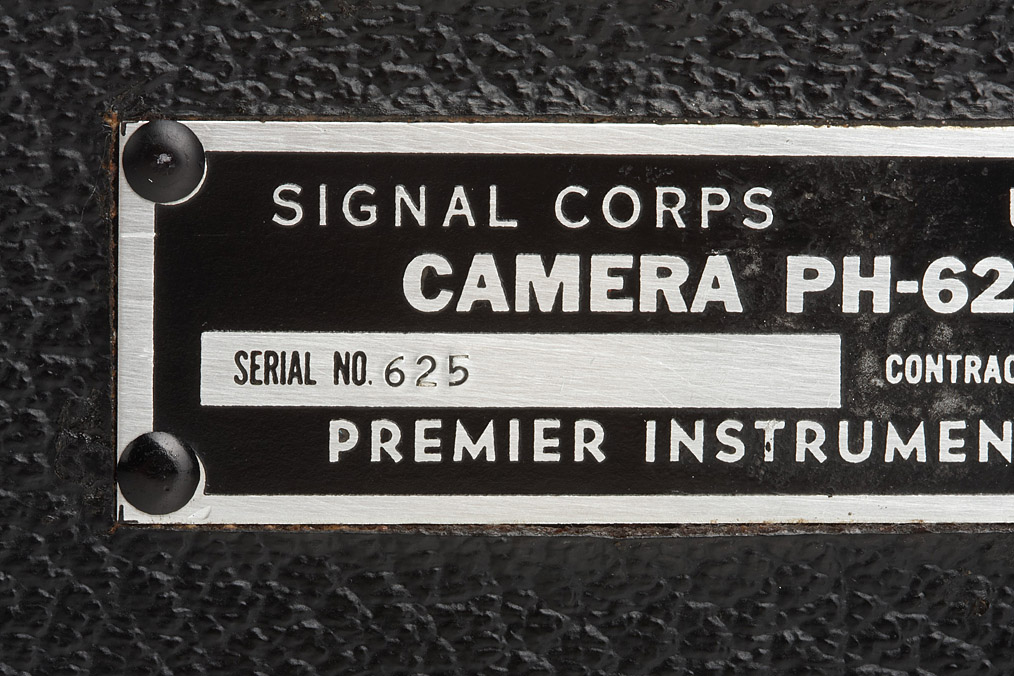 SIGNAL CORPS
CAMERA PH-62
SERIAL NO. 625
CONTRAC
PREMIER INSTRUMEN